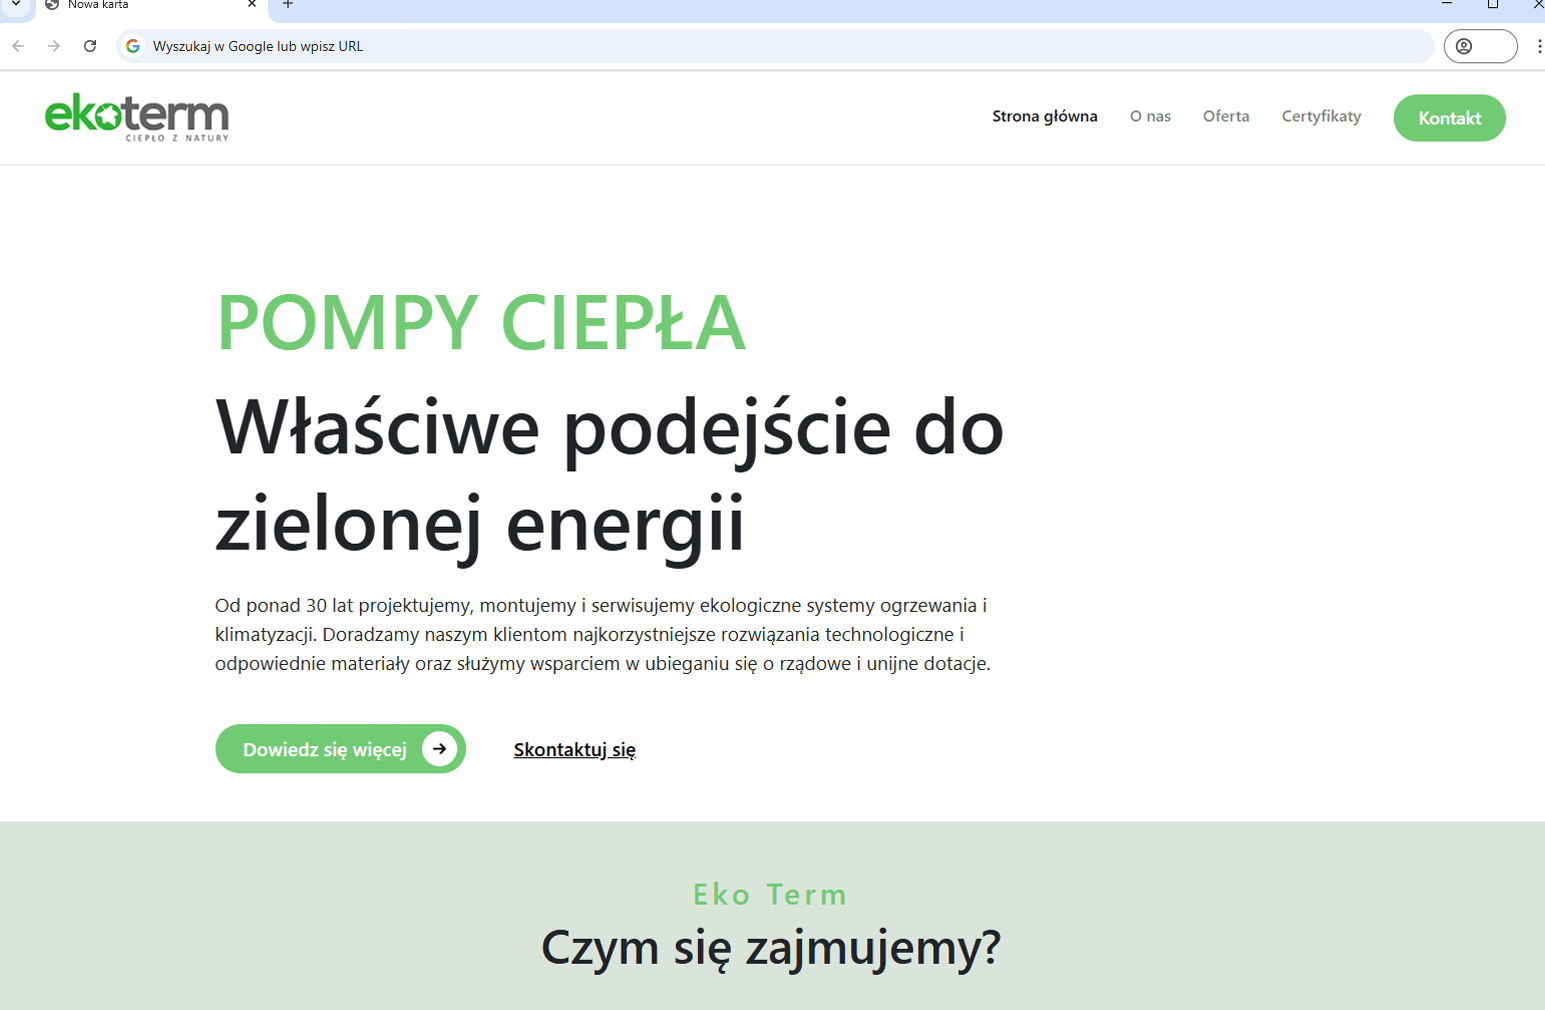 Nowa karta
Wyszukaj w Google lub wpisz URL
ekoterm
CIEPŁO Z NATURY
Strona główna
O nas
Oferta
Certyfikaty
Kontakt
POMPY CIEPŁA
Właściwe podejście do
zielonej energii
Od ponad 30 lat projektujemy, montujemy i serwisujemy ekologiczne systemy ogrzewania i
klimatyzacji. Doradzamy naszym klientom najkorzystniejsze rozwiązania technologiczne i
odpowiednie materiały oraz służymy wsparciem w ubieganiu się o rządowe i unijne dotacje.
Dowiedz się więcej
Skontaktuj się
Eko Term
Czym się zajmujemy?